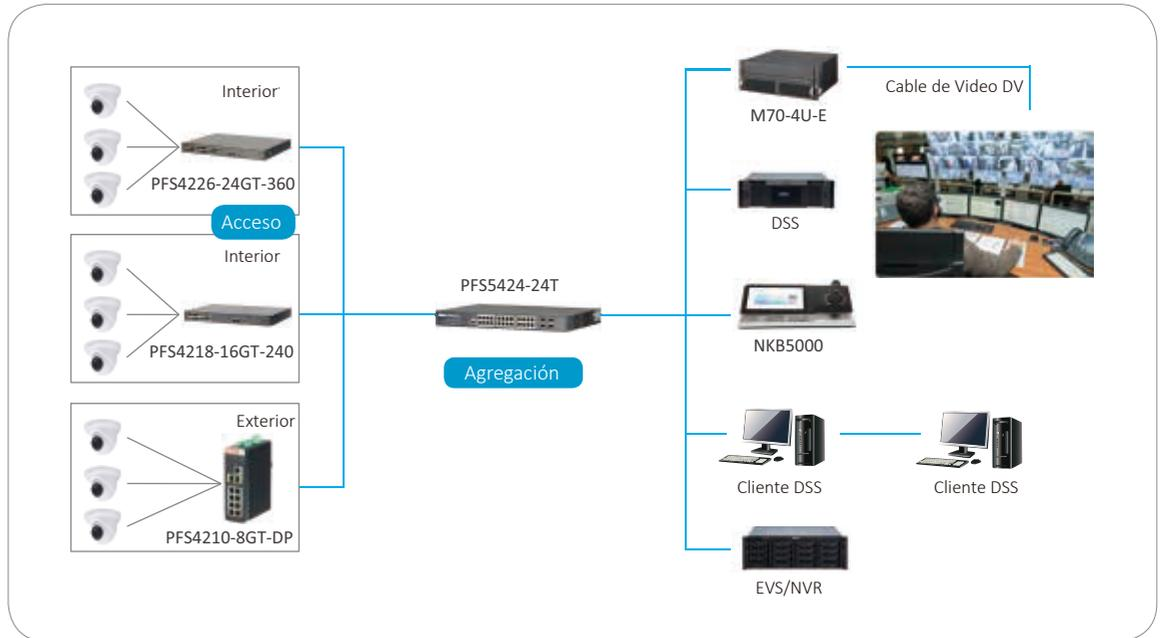 Interior
PFS4226-24GT-360
Acceso
Interior
PFS4218-16GT-240
Exterior
PFS4210-8GT-DP
PFS5424-24T
Agregación
M70-4U-E
Cable de Video DV
DSS
NKB5000
Cliente DSS
Cliente DSS
EVS/NVR